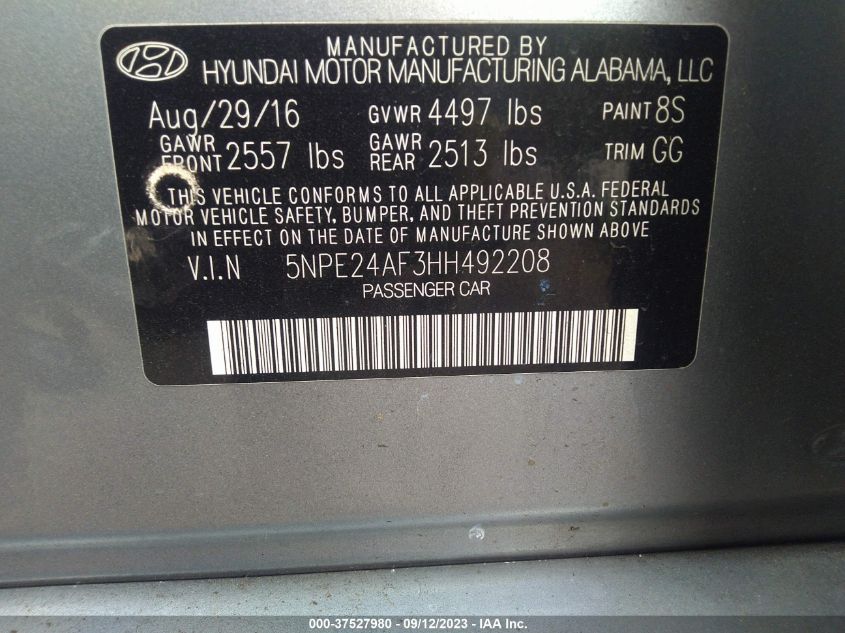 MANUFACTURED BY
HYUNDAI MOTOR MANUFACTURING ALABAMA, LLC
Aug/29/16 GVWR 4497 lbs PAINT 8S
GAWR FRONT 2557 lbs GAWR REAR 2513 lbs TRIM GG
THIS VEHICLE CONFORMS TO ALL APPLICABLE U.S.A. FEDERAL
MOTOR VEHICLE SAFETY, BUMPER, AND THEFT PREVENTION STANDARDS
IN EFFECT ON THE DATE OF MANUFACTURE SHOWN ABOVE
V.I.N 5NPE24AF3HH492208
PASSENGER CAR
000-37527980 - 09/12/2023 - IAA Inc.